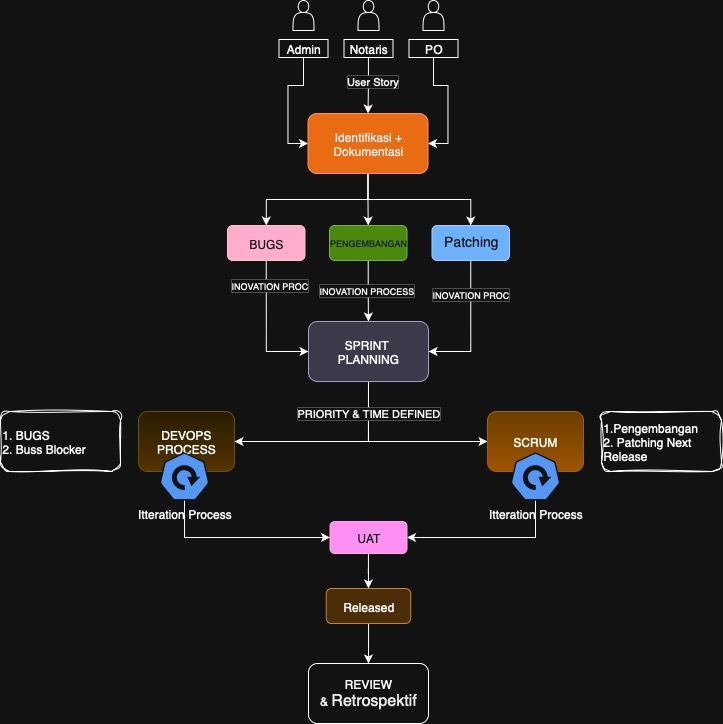 Admin
Notaris
PO
User Story
Identifikasi +
Dokumentasi
BUGS
PENGEMBANGAN
Patching
INOVATION PROC
INOVATION PROCESS
INOVATION PROC
SPRINT
PLANNING
PRIORITY & TIME DEFINED
1. BUGS
2. Buss Blocker
DEVOPS
PROCESS
SCRUM
1.Pengembangan
2. Patching Next
Release
Itteration Process
Itteration Process
UAT
Released
REVIEW
& Retrospektif